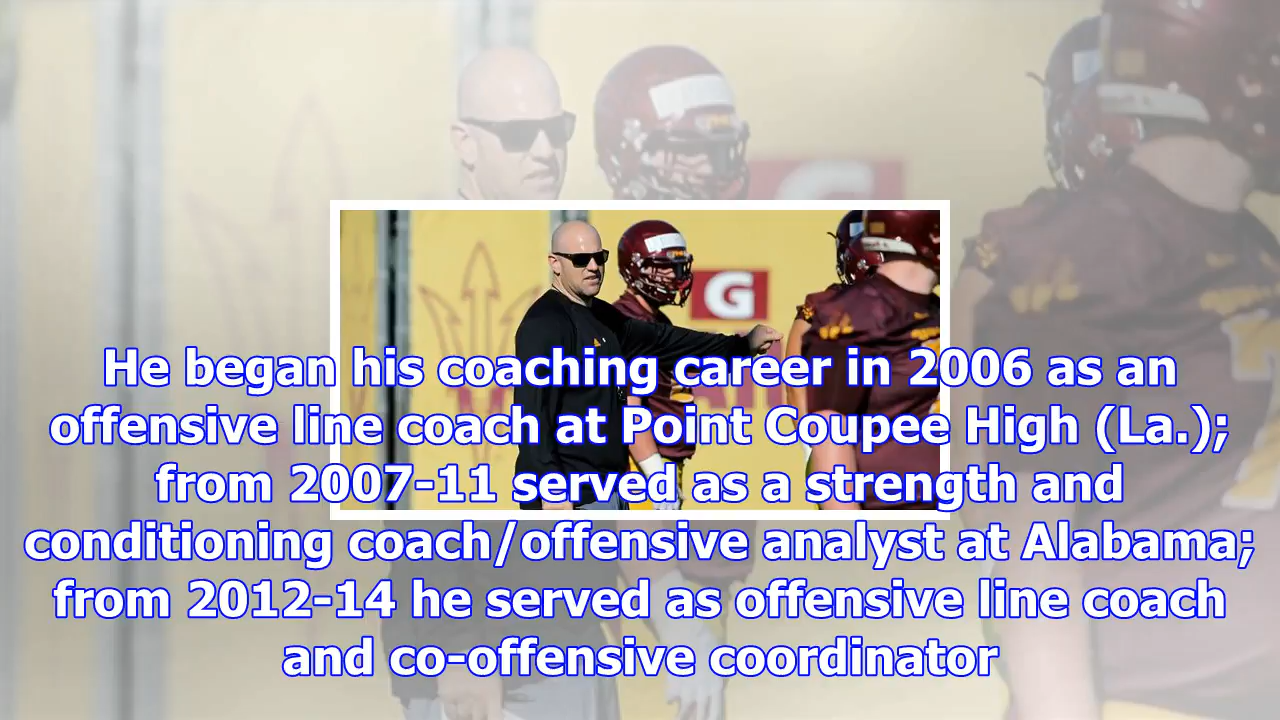 G
He began his coaching career in 2006 as an
offensive line coach at Point Coupee High (La.);
from 2007-11 served as a strength and
conditioning coach/offensive analyst at Alabama;
from 2012-14 he served as offensive line coach
and co-offensive coordinator